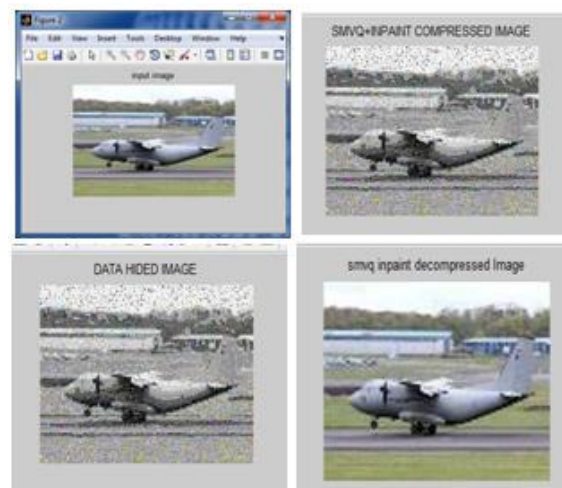 Figure 2
File Edit View Insert Tools Desktop Window Help
input image
SMVQ+INPAINT COMPRESSED IMAGE
DATA HIDED IMAGE
smvq inpaint decompressed Image